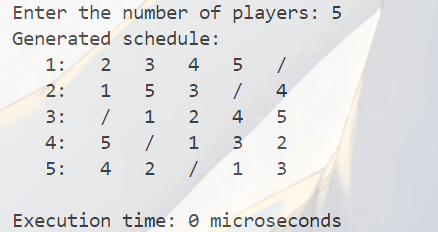 Enter the number of players: 5
Generated schedule:
1: 2 3 4 5 /
2: 1 5 3 / 4
3: / 1 2 4 5
4: 5 / 1 3 2
5: 4 2 / 1 3
Execution time: 0 microseconds